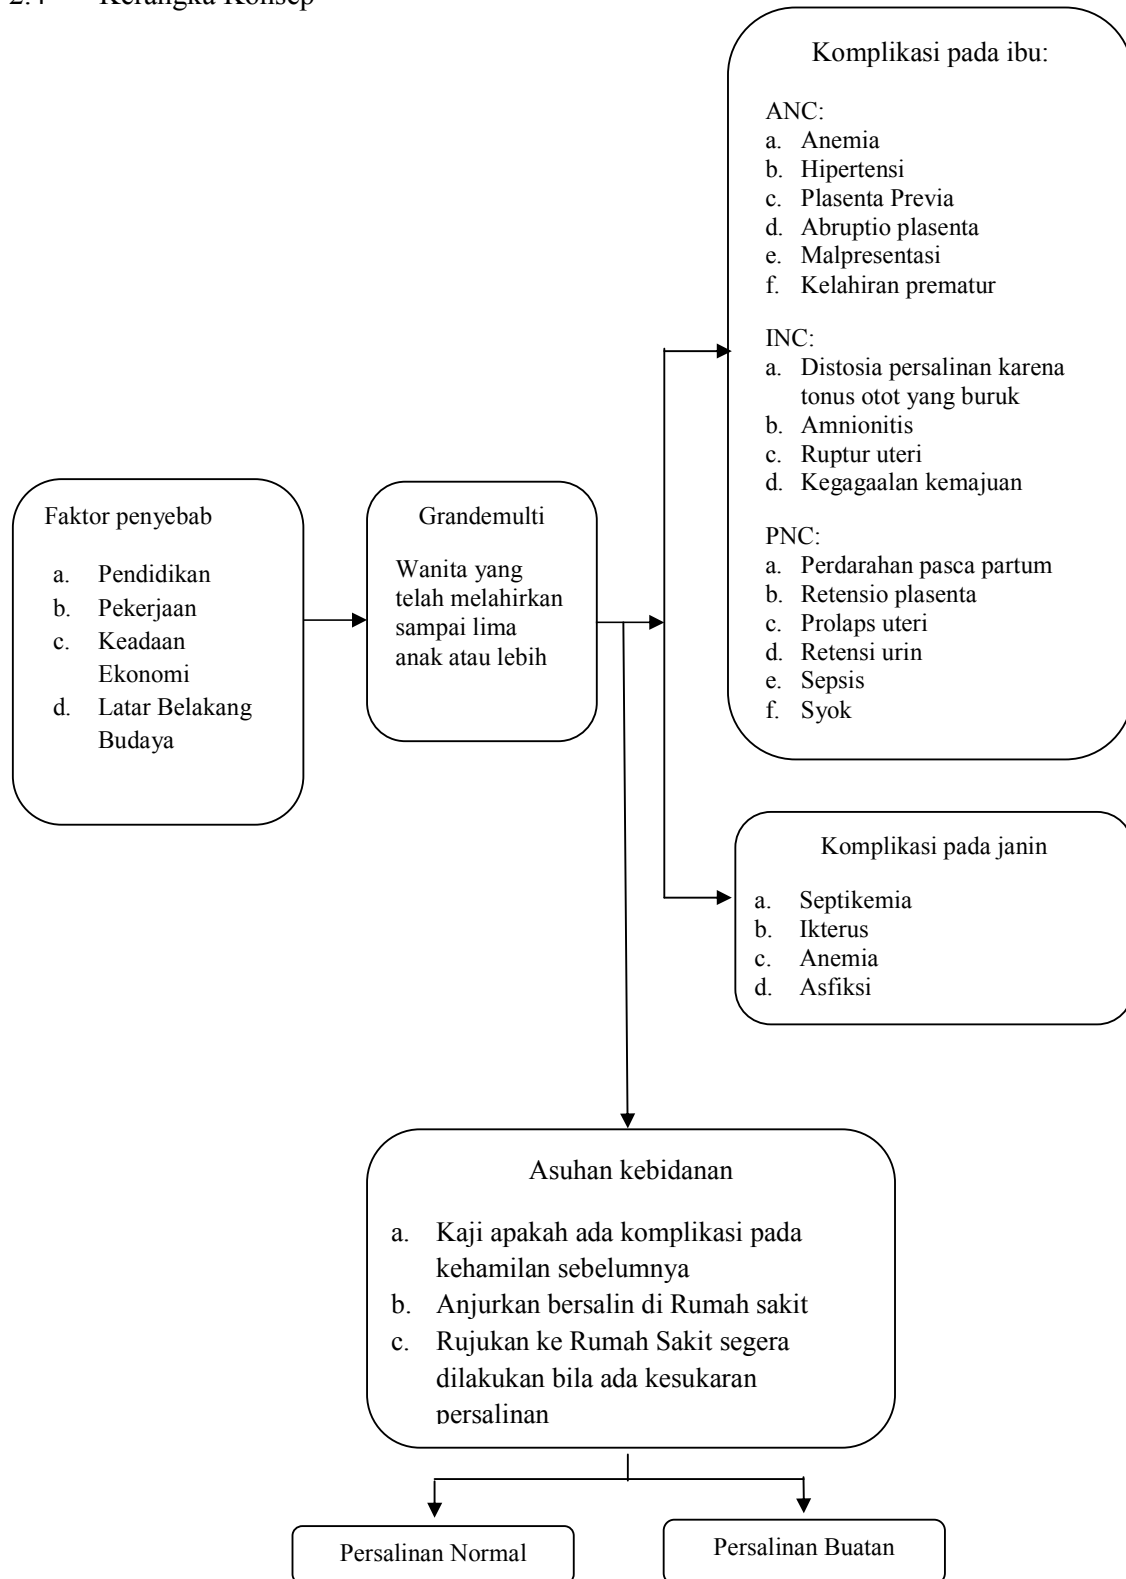 2.4 Kerangka Konsep
Komplikasi pada ibu:
ANC:
a. Anemia
b. Hipertensi
c. Plasenta Previa
d. Abruptio plasenta
e. Malpresentasi
f. Kelahiran prematur
INC:
a. Distosia persalinan karena
tonus otot yang buruk
b. Amnionitis
c. Ruptur uteri
d. Kegagaalan kemajuan
PNC:
a. Perdarahan pasca partum
b. Retensio plasenta
c. Prolaps uteri
d. Retensi urin
e. Sepsis
f. Syok
Faktor penyebab
a. Pendidikan
b. Pekerjaan
c. Keadaan
Ekonomi
d. Latar Belakang
Budaya
Grandemulti
Wanita yang
telah melahirkan
sampai lima
anak atau lebih
Komplikasi pada janin
a. Septikemia
b. Ikterus
c. Anemia
d. Asfiksi
Asuhan kebidanan
a. Kaji apakah ada komplikasi pada
kehamilan sebelumnya
b. Anjurkan bersalin di Rumah sakit
c. Rujukan ke Rumah Sakit segera
dilakukan bila ada kesukaran
persalinan
Persalinan Normal
Persalinan Buatan